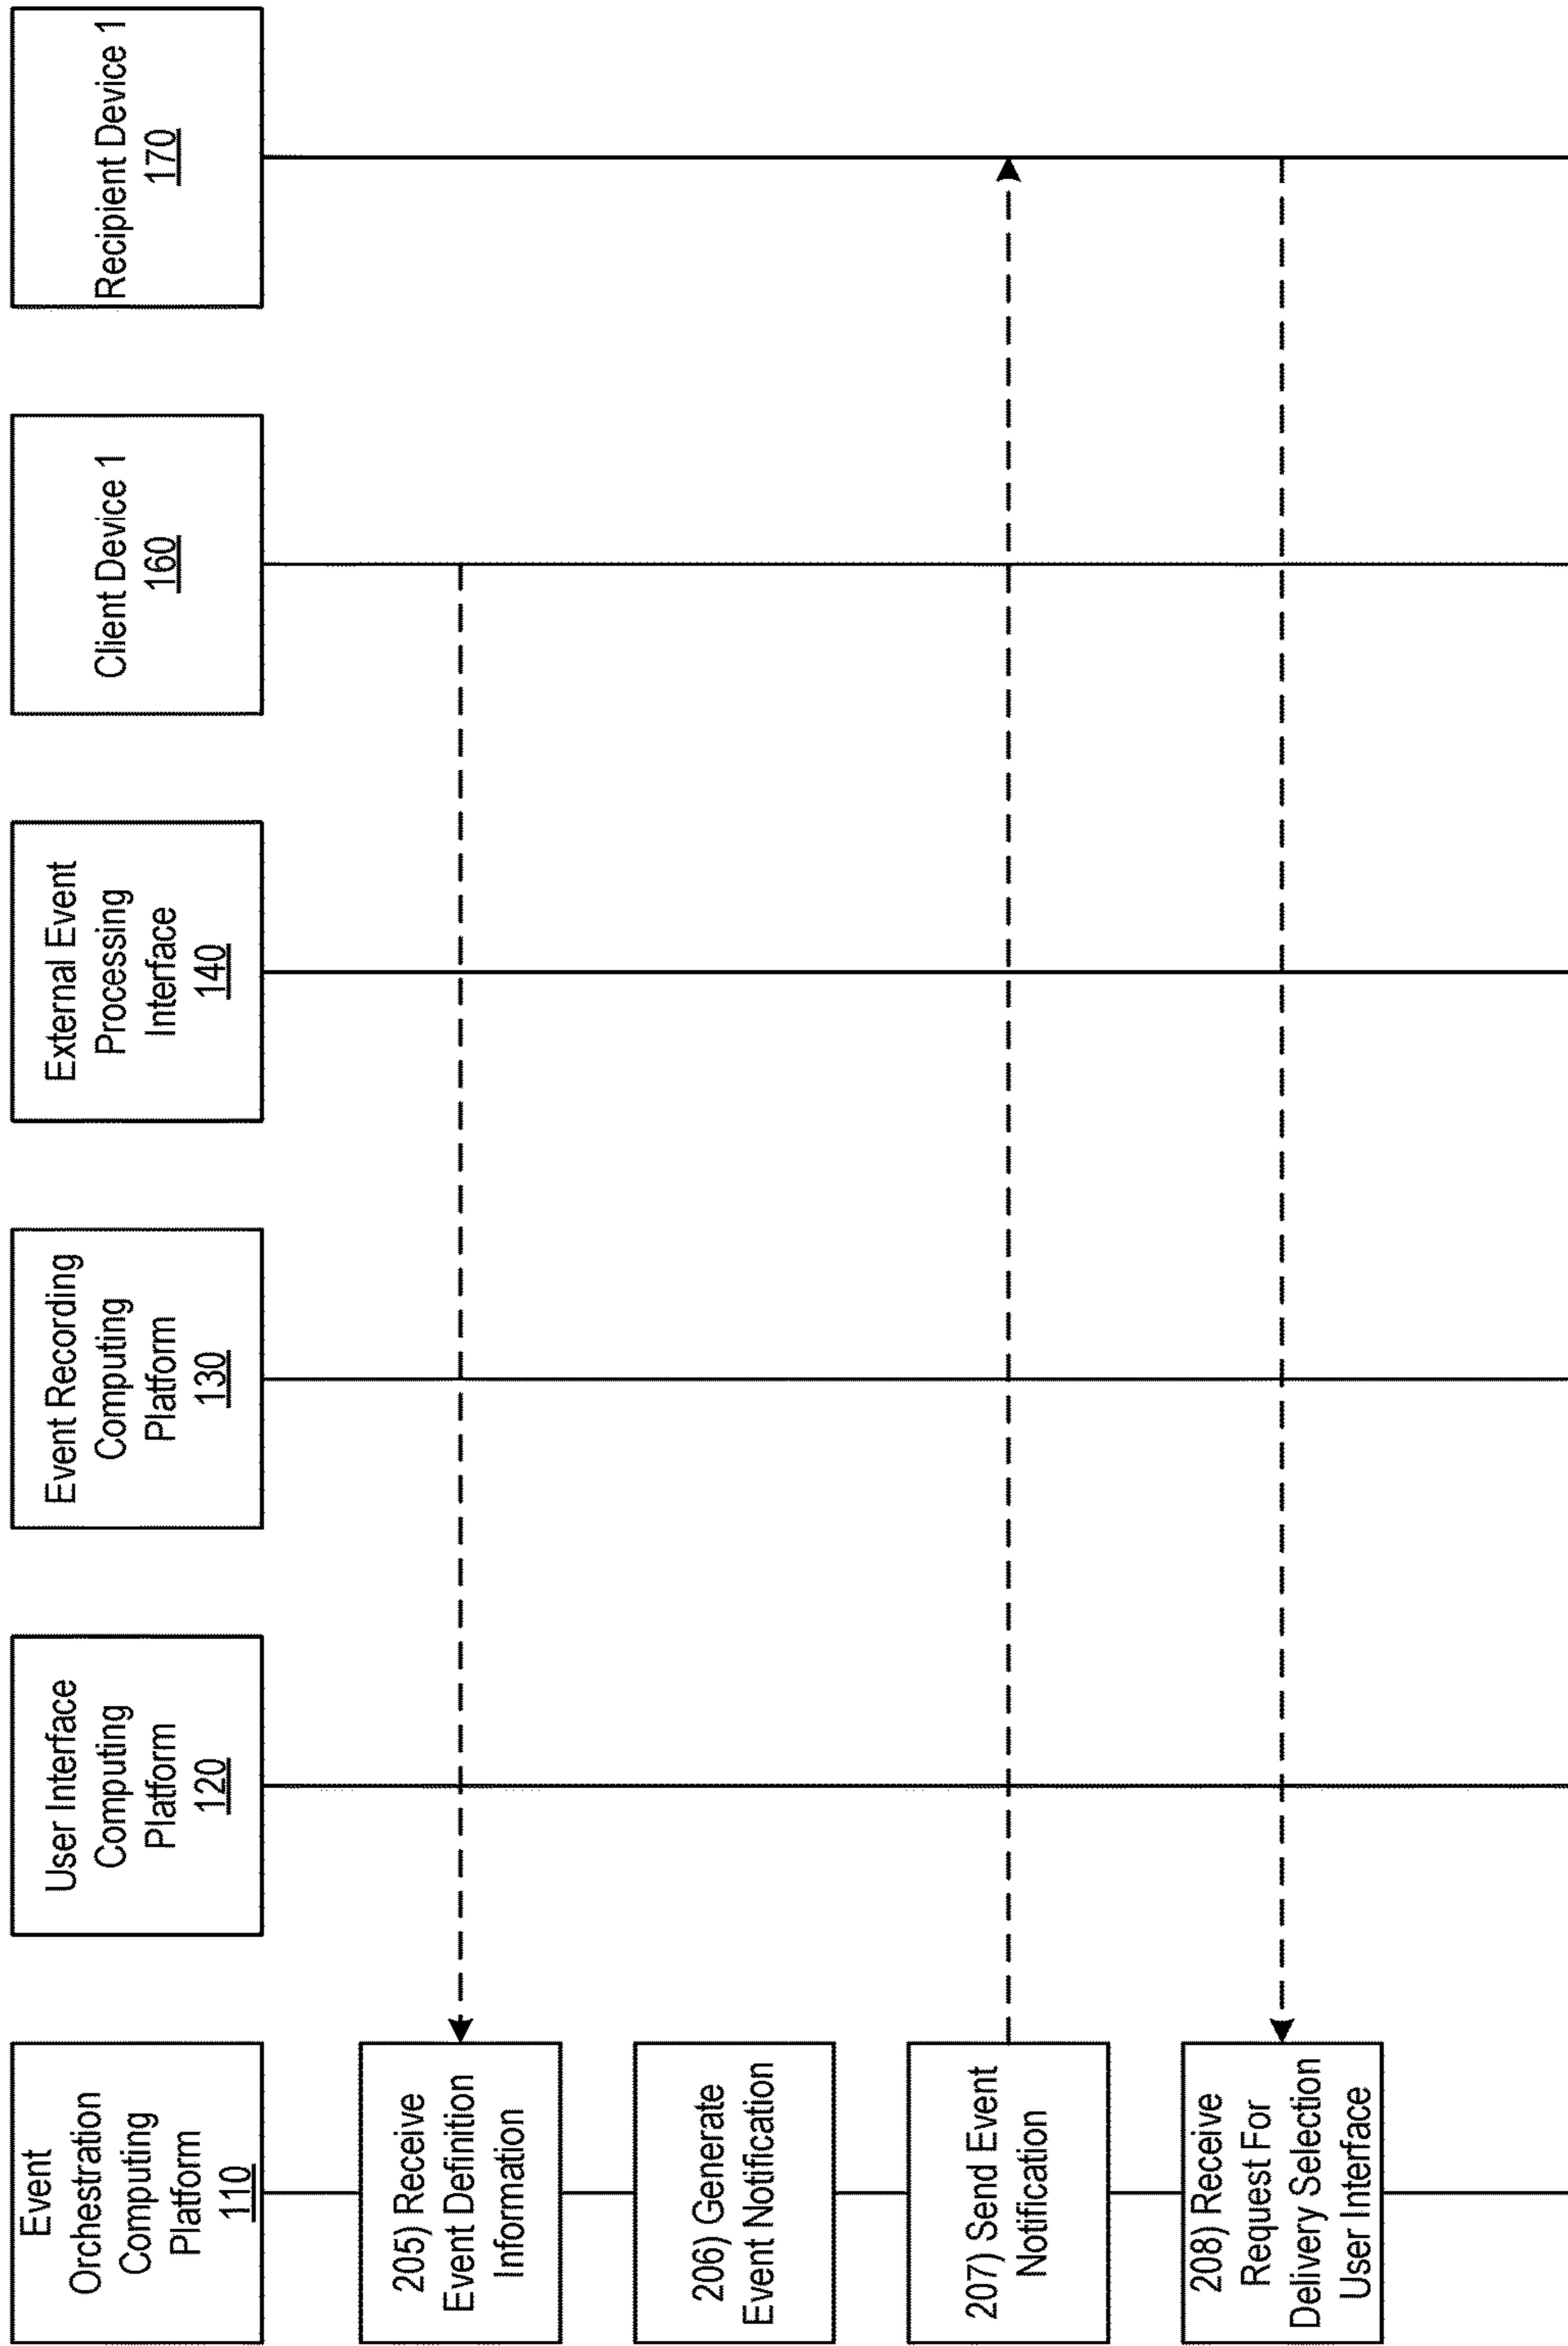 Event
Orchestration
Computing
Platform
110
User Interface
Computing
Platform
120
Event Recording
Computing
Platform
130
External Event
Processing
Interface
140
Client Device 1
160
Recipient Device 1
170
205) Receive
Event Definition
Information
206) Generate
Event Notification
207) Send Event
Notification
208) Receive
Request For
Delivery Selection
User Interface